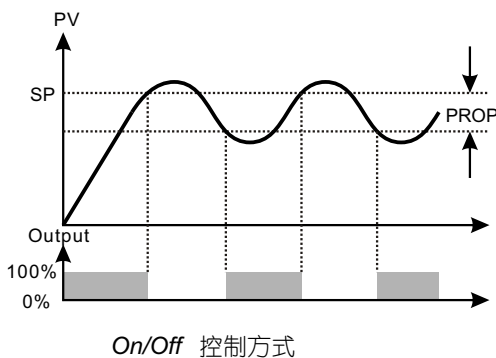 PV
SP
PROP
Output
100%
0%
On/Off 控制方式